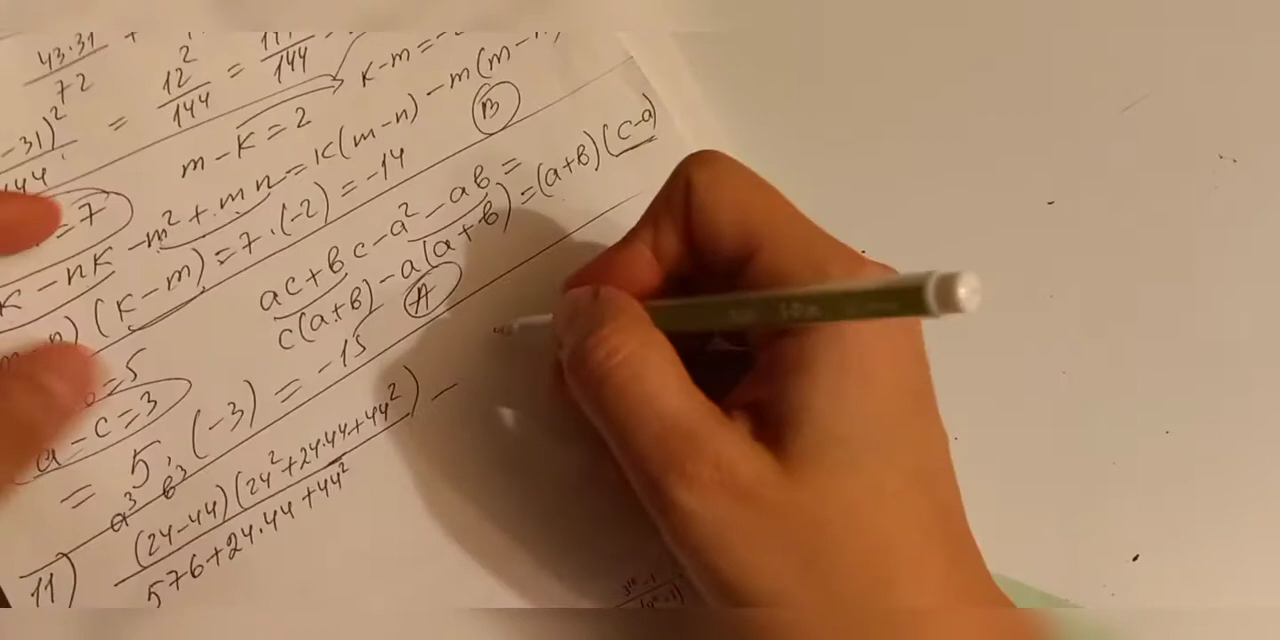 43·31/72 +
-31)²/144 = 12²/144 = /144
m-k=2 k-m=-
=7
k-nk-m²+mn=k(m-n)-m(m-
)(k-m)=7·(-2)=-14 (B)
ac+bc-a²-ab=
c(a+b)-a(a+b)=(a+b)(c-a)
=5
a-c=3
=5·(-3)=-15 (A)
a³ b³
11) (24-44)(24²+24·44+44²)/576+24·44+44² -